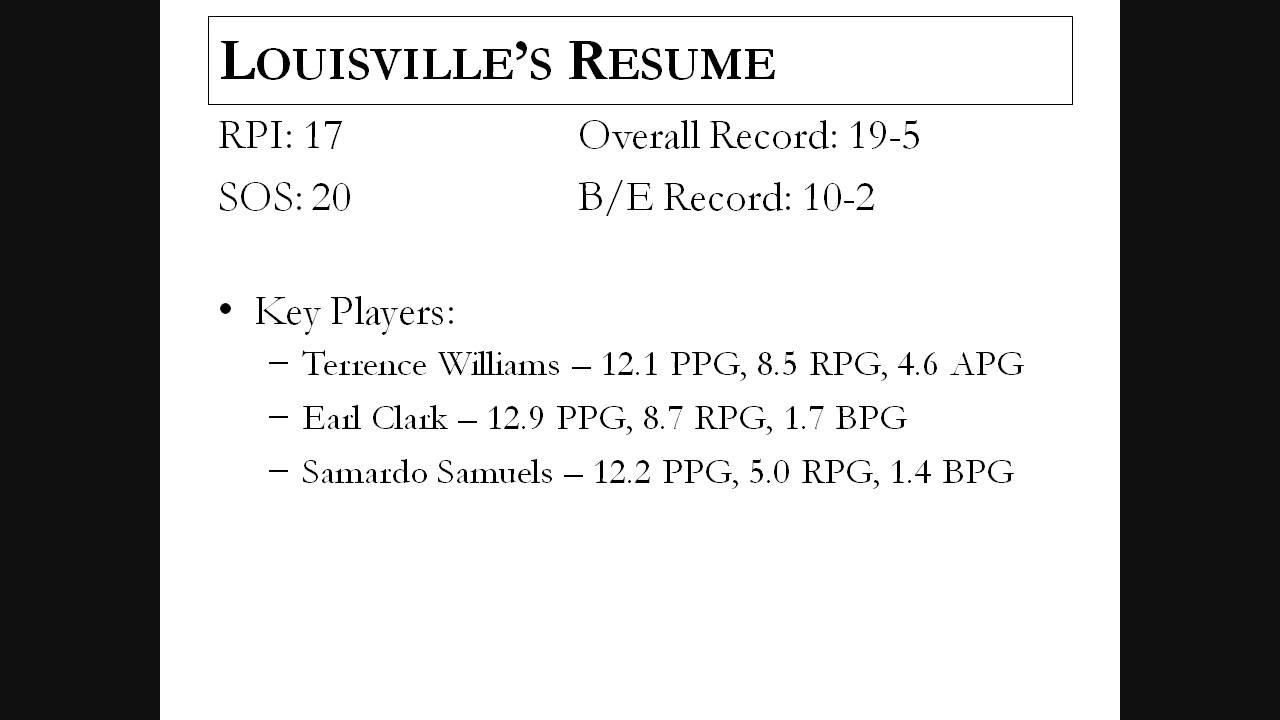 LOUISVILLE'S RESUME
RPI: 17 Overall Record: 19-5
SOS: 20 B/E Record: 10-2
• Key Players:
– Terrence Williams – 12.1 PPG, 8.5 RPG, 4.6 APG
– Earl Clark – 12.9 PPG, 8.7 RPG, 1.7 BPG
– Samardo Samuels – 12.2 PPG, 5.0 RPG, 1.4 BPG